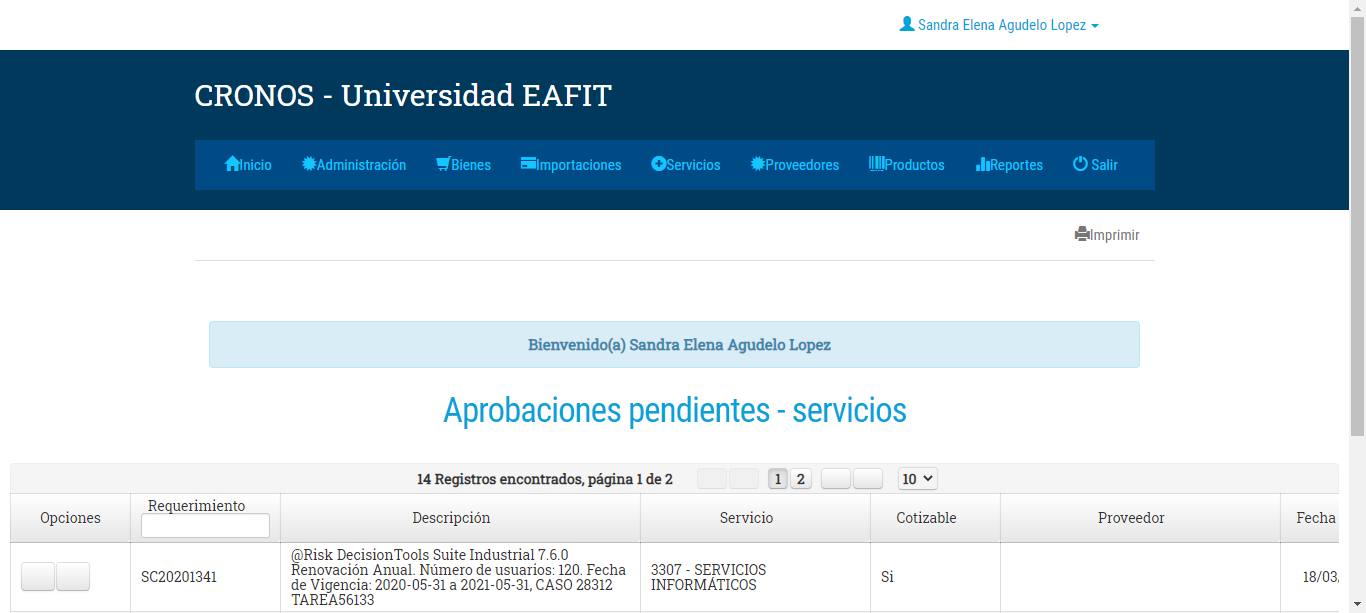 Sandra Elena Agudelo Lopez
CRONOS - Universidad EAFIT
Inicio Administración Bienes Importaciones Servicios Proveedores Productos Reportes Salir
Imprimir
Bienvenido(a) Sandra Elena Agudelo Lopez
Aprobaciones pendientes - servicios
14 Registros encontrados, página 1 de 2 1 2 10
Opciones Requerimiento Descripción Servicio Cotizable Proveedor Fecha
SC20201341
@Risk DecisionTools Suite Industrial 7.6.0
Renovación Anual. Número de usuarios: 120. Fecha
de Vigencia: 2020-05-31 a 2021-05-31, CASO 28312
TAREA56133
3307 - SERVICIOS
INFORMÁTICOS
Si
18/03,